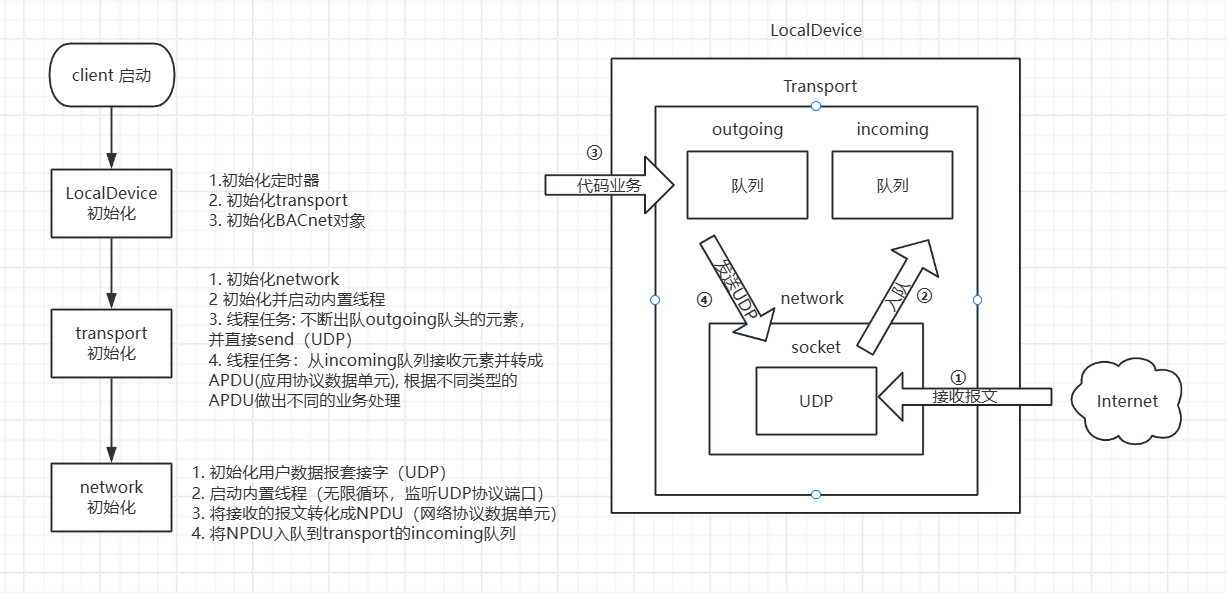 client 启动
LocalDevice
初始化
1.初始化定时器
2. 初始化transport
3. 初始化BACnet对象
transport
初始化
1. 初始化network
2 初始化并启动内置线程
3. 线程任务: 不断出队outgoing队头的元素，
并直接send（UDP）
4. 线程任务：从incoming队列接收元素并转成
APDU(应用协议数据单元), 根据不同类型的
APDU做出不同的业务处理
network
初始化
1. 初始化用户数据报套接字（UDP）
2. 启动内置线程（无限循环，监听UDP协议端口）
3. 将接收的报文转化成NPDU（网络协议数据单元）
4. 将NPDU入队到transport的incoming队列
LocalDevice
Transport
outgoing
incoming
队列
队列
③
代码业务
④
发送UDP
②
入队
network
socket
UDP
①
接收报文
Internet